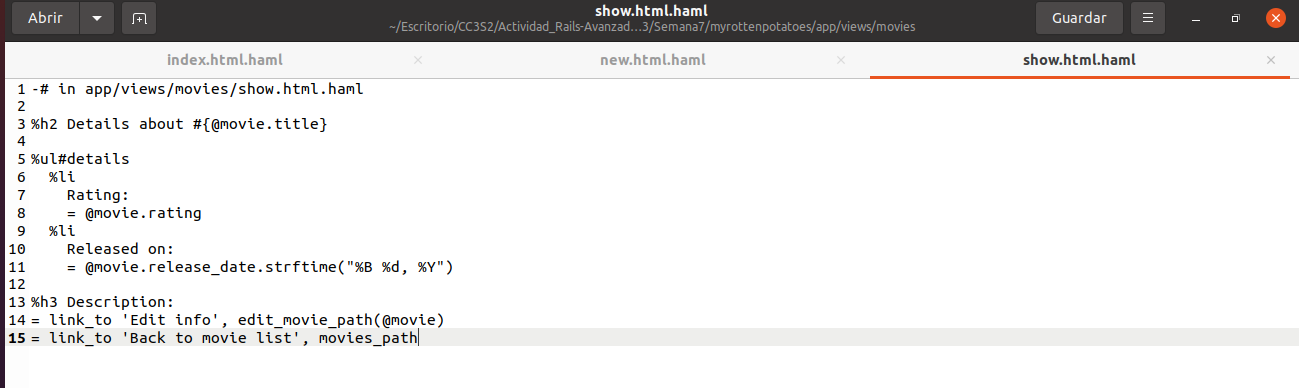 Abrir
show.html.haml
~/Escritorio/CC3S2/Actividad_Rails-Avanzad…3/Semana7/myrottenpotatoes/app/views/movies
Guardar
index.html.haml
new.html.haml
show.html.haml
1 -# in app/views/movies/show.html.haml
2
3 %h2 Details about #{@movie.title}
4
5 %ul#details
6   %li
7     Rating:
8     = @movie.rating
9   %li
10     Released on:
11     = @movie.release_date.strftime("%B %d, %Y")
12
13 %h3 Description:
14 = link_to 'Edit info', edit_movie_path(@movie)
15 = link_to 'Back to movie list', movies_path